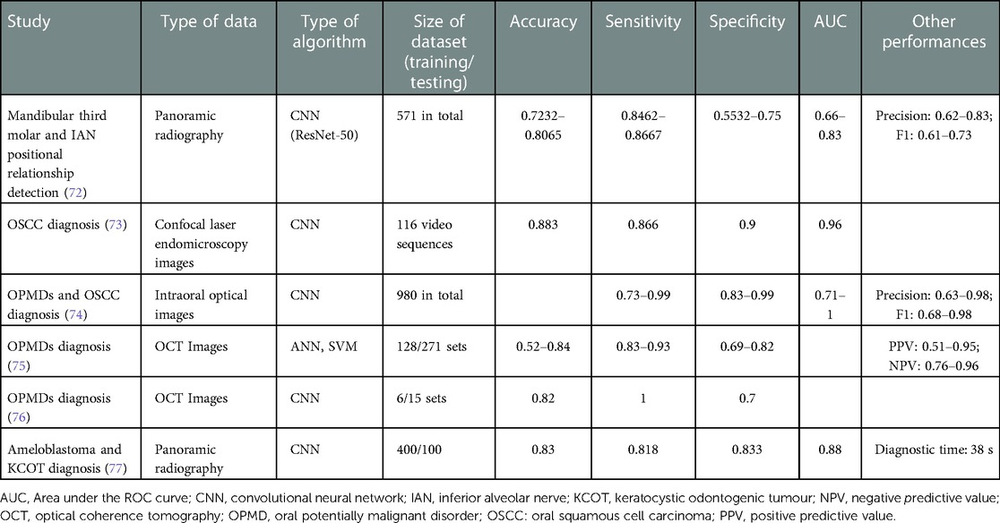 Study
Type of data
Type of
algorithm
Size of
dataset
(training/
testing)
Accuracy
Sensitivity
Specificity
AUC
Other
performances
Mandibular third
molar and IAN
positional
relationship
detection (72)
Panoramic
radiography
CNN
(ResNet-50)
571 in total
0.7232–
0.8065
0.8462–
0.8667
0.5532–0.75
0.66–
0.83
Precision: 0.62–0.83;
F1: 0.61–0.73
OSCC diagnosis (73)
Confocal laser
endomicroscopy
images
CNN
116 video
sequences
0.883
0.866
0.9
0.96
OPMDs and OSCC
diagnosis (74)
Intraoral optical
images
CNN
980 in total
0.73–0.99
0.83–0.99
0.71–
1
Precision: 0.63–0.98;
F1: 0.68–0.98
OPMDs diagnosis
(75)
OCT Images
ANN, SVM
128/271 sets
0.52–0.84
0.83–0.93
0.69–0.82
PPV: 0.51–0.95;
NPV: 0.76–0.96
OPMDs diagnosis
(76)
OCT Images
CNN
6/15 sets
0.82
1
0.7
Ameloblastoma and
KCOT diagnosis (77)
Panoramic
radiography
CNN
400/100
0.83
0.818
0.833
0.88
Diagnostic time: 38 s
AUC, Area under the ROC curve; CNN, convolutional neural network; IAN, inferior alveolar nerve; KCOT, keratocystic odontogenic tumour; NPV, negative predictive value;
OCT, optical coherence tomography; OPMD, oral potentially malignant disorder; OSCC: oral squamous cell carcinoma; PPV, positive predictive value.